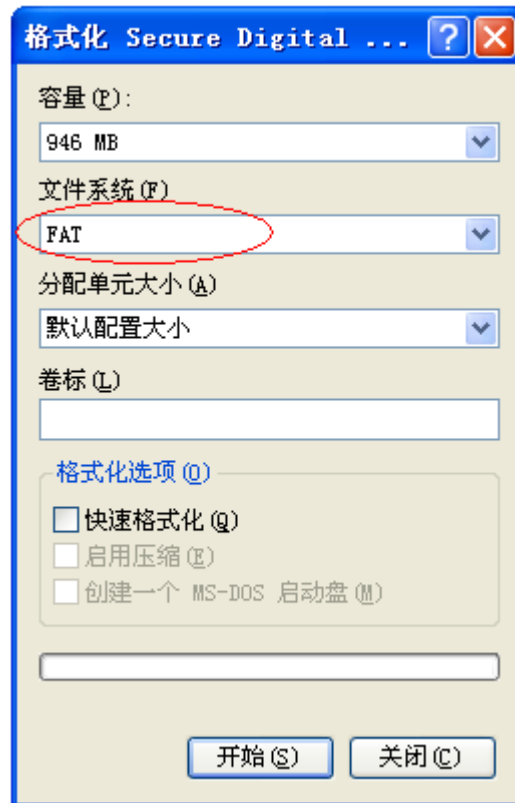 格式化 Secure Digital ...
容量(P):
946 MB
文件系统(F)
FAT
分配单元大小(A)
默认配置大小
卷标(L)
格式化选项(O)
快速格式化(Q)
启用压缩(E)
创建一个 MS-DOS 启动盘(M)
开始(S) 关闭(C)